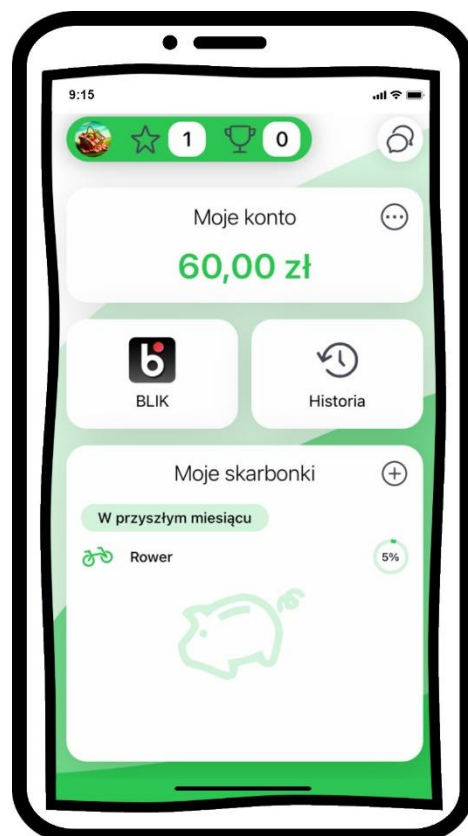 9:15
1 0
Moje konto
60,00 zł
b
BLIK Historia
Moje skarbonki
W przyszłym miesiącu
Rower 5%